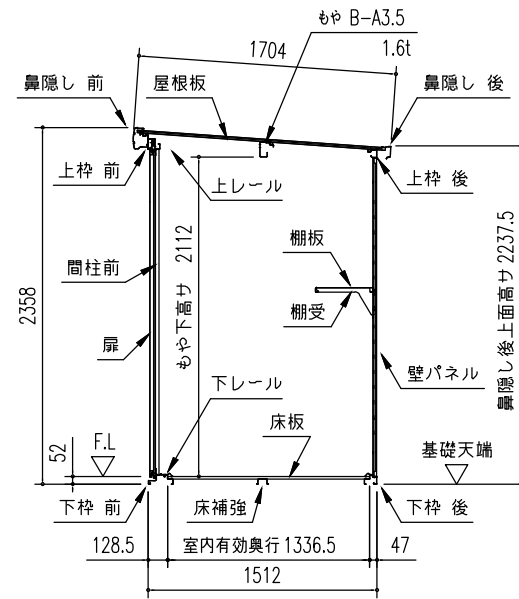 もや B-A3.5
1704
1.6t
鼻隠し 前
屋根板
鼻隠し 後
上枠 前
上レール
上枠 後
間柱前
もや下高サ 2112
棚板
棚受
2358
扉
鼻隠し後上面高サ 2237.5
壁パネル
下レール
床板
52
F.L
基礎天端
下枠 前
床補強
下枠 後
128.5
室内有効奥行 1336.5
47
1512